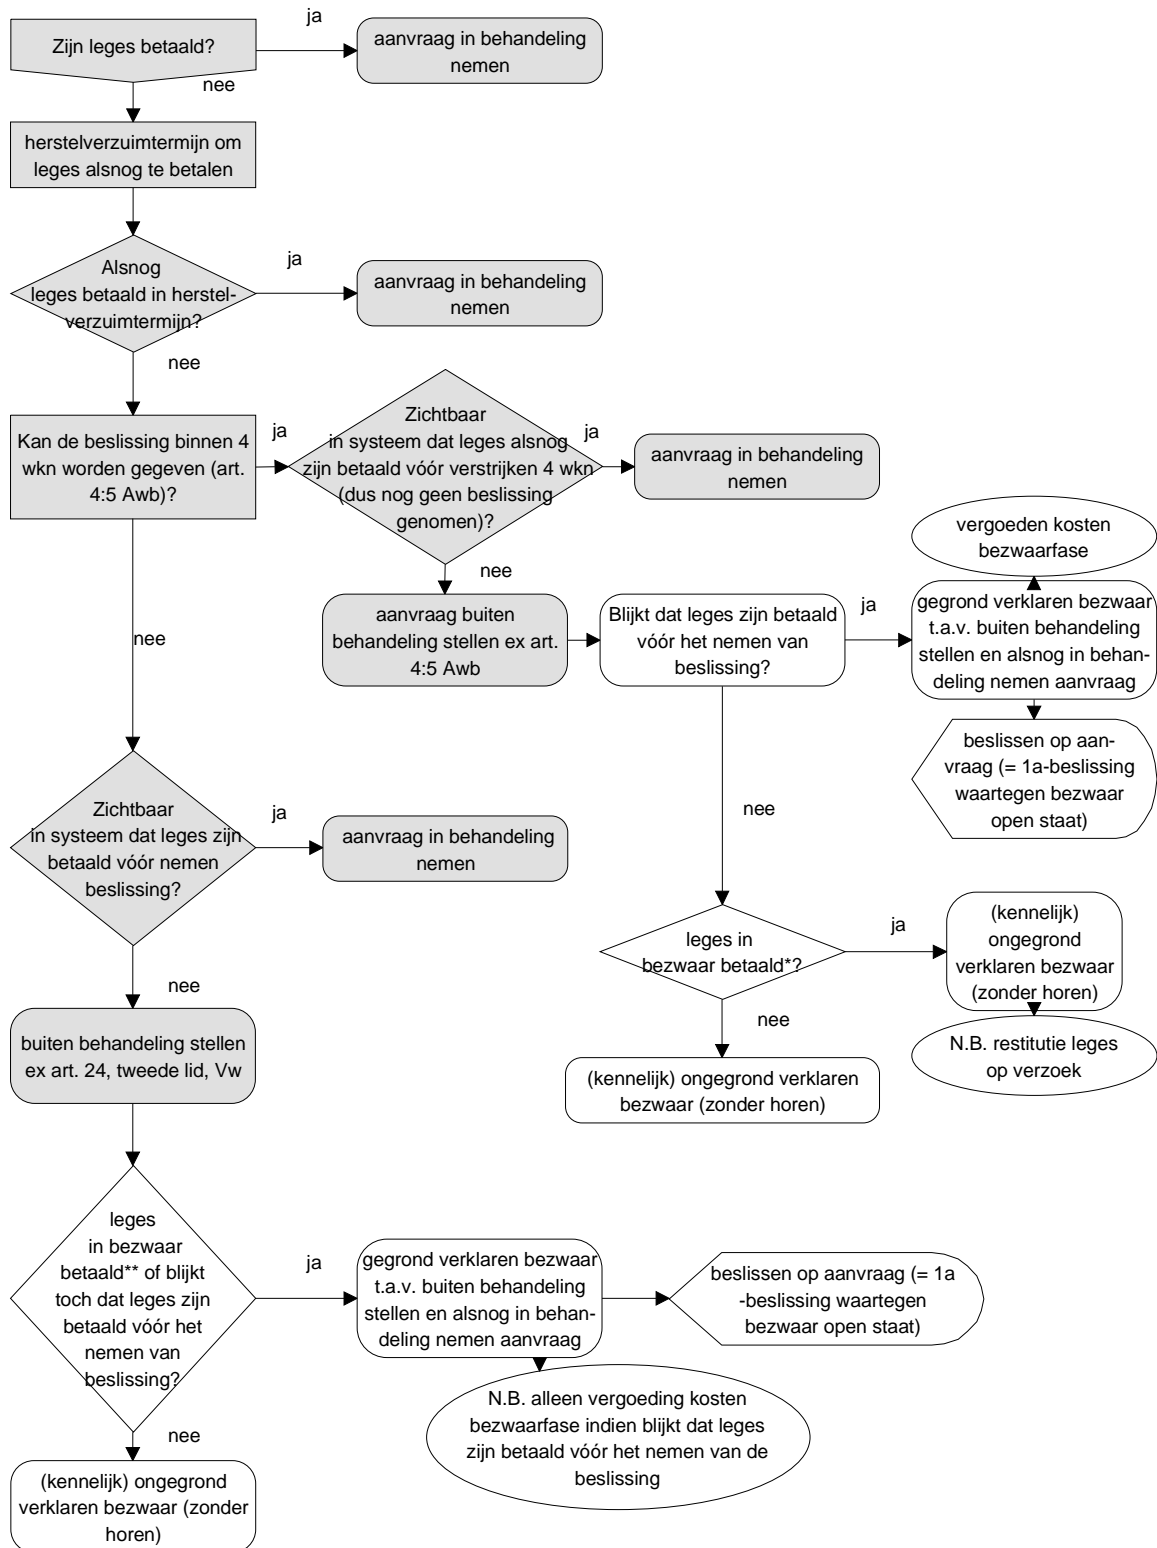 ja
Zijn leges betaald?
aanvraag in behandeling
nemen
nee
herstelverzuimtermijn om
leges alsnog te betalen
Alsnog
leges betaald in herstel-
verzuimtermijn?
ja
aanvraag in behandeling
nemen
nee
Kan de beslissing binnen 4
wkn worden gegeven (art.
4:5 Awb)?
ja
Zichtbaar
in systeem dat leges alsnog
zijn betaald vóór verstrijken 4 wkn
(dus nog geen beslissing
genomen)?
ja
aanvraag in behandeling
nemen
nee
vergoeden kosten
bezwaarfase
aanvraag buiten
behandeling stellen ex art.
4:5 Awb
Blijkt dat leges zijn betaald
vóór het nemen van
beslissing?
ja
gegrond verklaren bezwaar
t.a.v. buiten behandeling
stellen en alsnog in behan-
deling nemen aanvraag
beslissen op aan-
vraag (= 1a-beslissing
waartegen bezwaar
open staat)
nee
nee
Zichtbaar
in systeem dat leges zijn
betaald vóór nemen
beslissing?
ja
aanvraag in behandeling
nemen
leges in
bezwaar betaald*?
ja
(kennelijk)
ongegrond
verklaren bezwaar
(zonder horen)
nee
nee
buiten behandeling stellen
ex art. 24, tweede lid, Vw
N.B. restitutie leges
op verzoek
(kennelijk) ongegrond verklaren
bezwaar (zonder horen)
leges
in bezwaar
betaald** of blijkt
toch dat leges zijn
betaald vóór het
nemen van
beslissing?
ja
gegrond verklaren bezwaar
t.a.v. buiten behandeling
stellen en alsnog in behan-
deling nemen aanvraag
beslissen op aanvraag (= 1a
-beslissing waartegen
bezwaar open staat)
N.B. alleen vergoeding kosten
bezwaarfase indien blijkt dat leges
zijn betaald vóór het nemen van de
beslissing
nee
(kennelijk) ongegrond
verklaren bezwaar (zonder
horen)